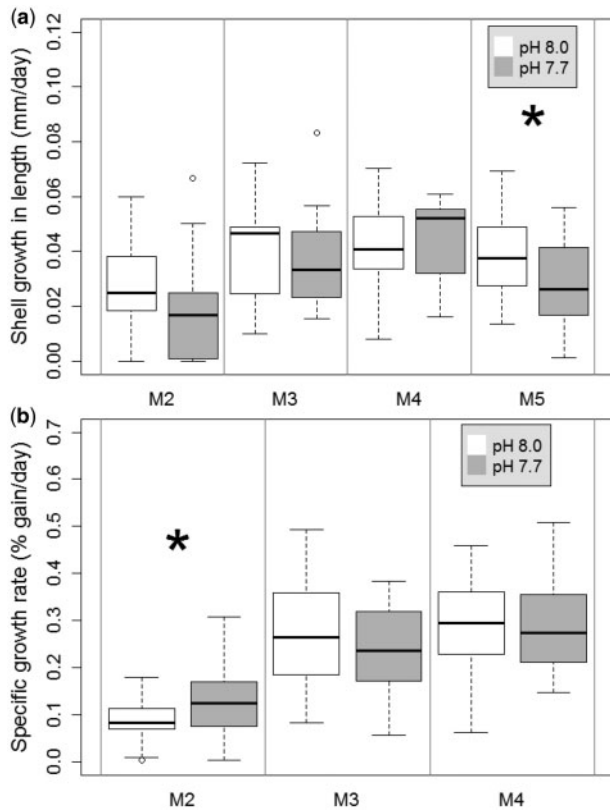 (a)
Shell growth in length (mm/day)
0.12
0.10
0.08
0.06
0.04
0.02
0.00
pH 8.0
pH 7.7
*
M2 M3 M4 M5
(b)
Specific growth rate (% gain/day)
0.7
0.6
0.5
0.4
0.3
0.2
0.1
0.0
pH 8.0
pH 7.7
*
M2 M3 M4